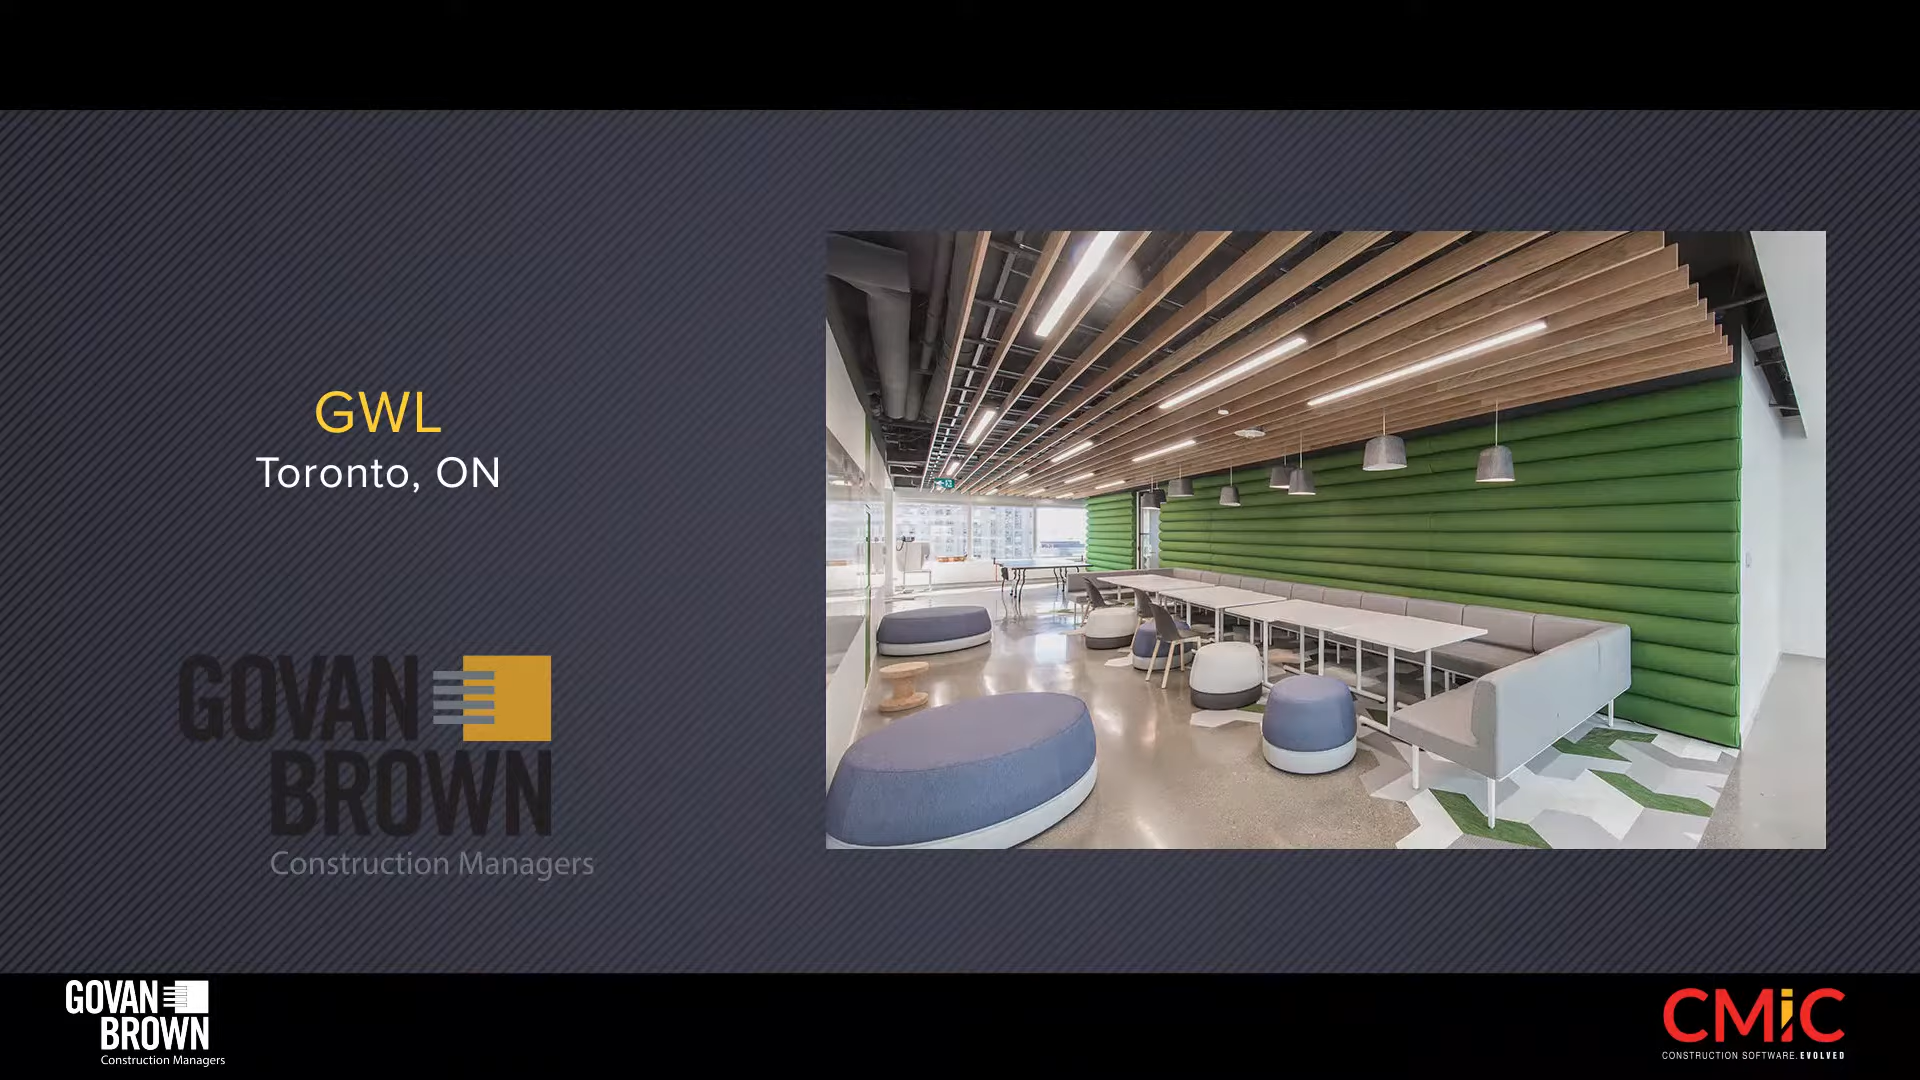 GWL
Toronto, ON
GOVAN
BROWN
Construction Managers
GOVAN
BROWN
Construction Managers
CMiC
CONSTRUCTION SOFTWARE. EVOLVED